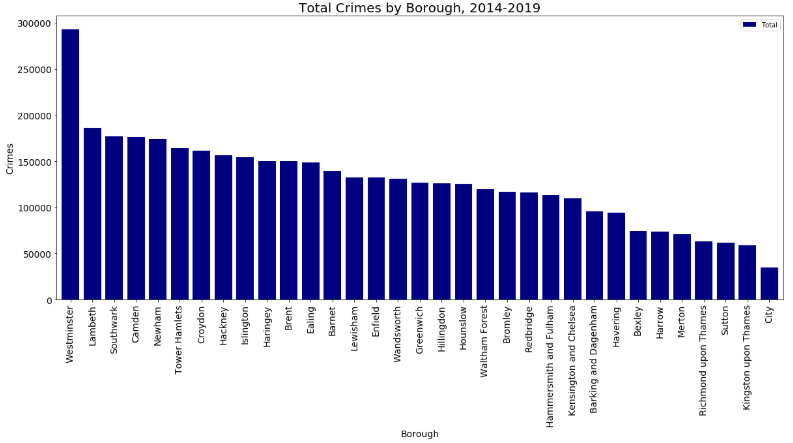 Total Crimes by Borough, 2014-2019
Total
Crimes
300000
250000
200000
150000
100000
50000
0
Westminster
Lambeth
Southwark
Camden
Newham
Tower Hamlets
Croydon
Hackney
Islington
Haringey
Brent
Ealing
Barnet
Lewisham
Enfield
Wandsworth
Greenwich
Hillingdon
Hounslow
Waltham Forest
Bromley
Redbridge
Hammersmith and Fulham
Kensington and Chelsea
Barking and Dagenham
Havering
Bexley
Harrow
Merton
Richmond upon Thames
Sutton
Kingston upon Thames
City
Borough